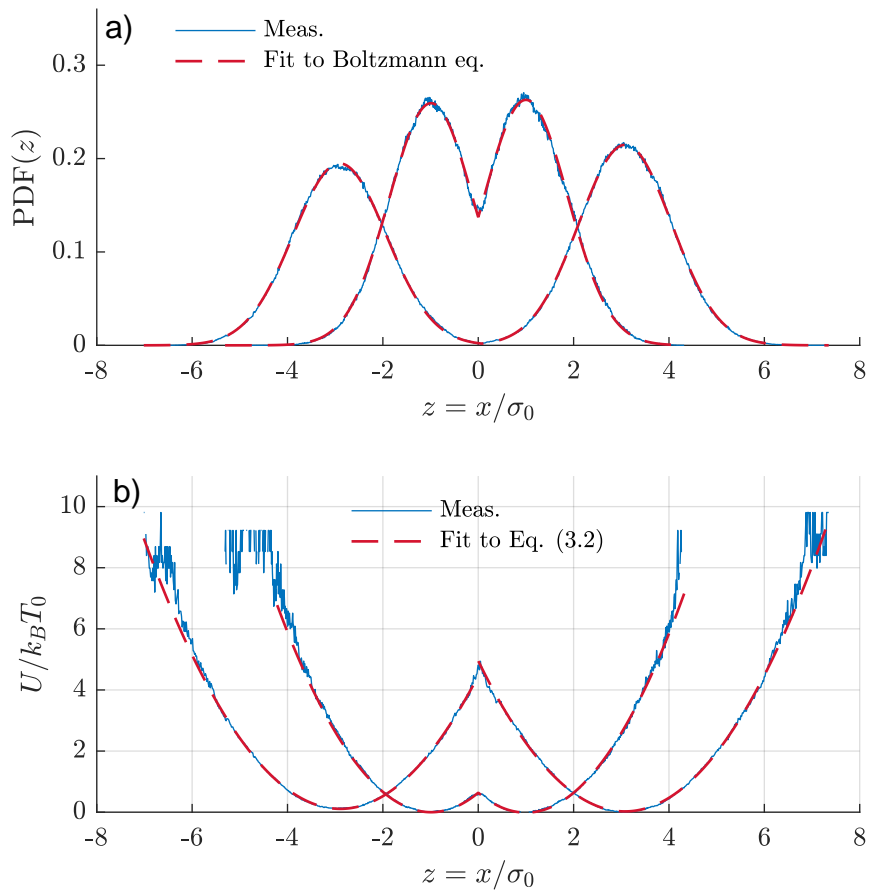 a)
Meas.
Fit to Boltzmann eq.
PDF(z)
0.3
0.2
0.1
0
-8 -6 -4 -2 0 2 4 6 8
z = x/σ₀
b)
Meas.
Fit to Eq. (3.2)
U/k_BT₀
10
8
6
4
2
0
-8 -6 -4 -2 0 2 4 6 8
z = x/σ₀